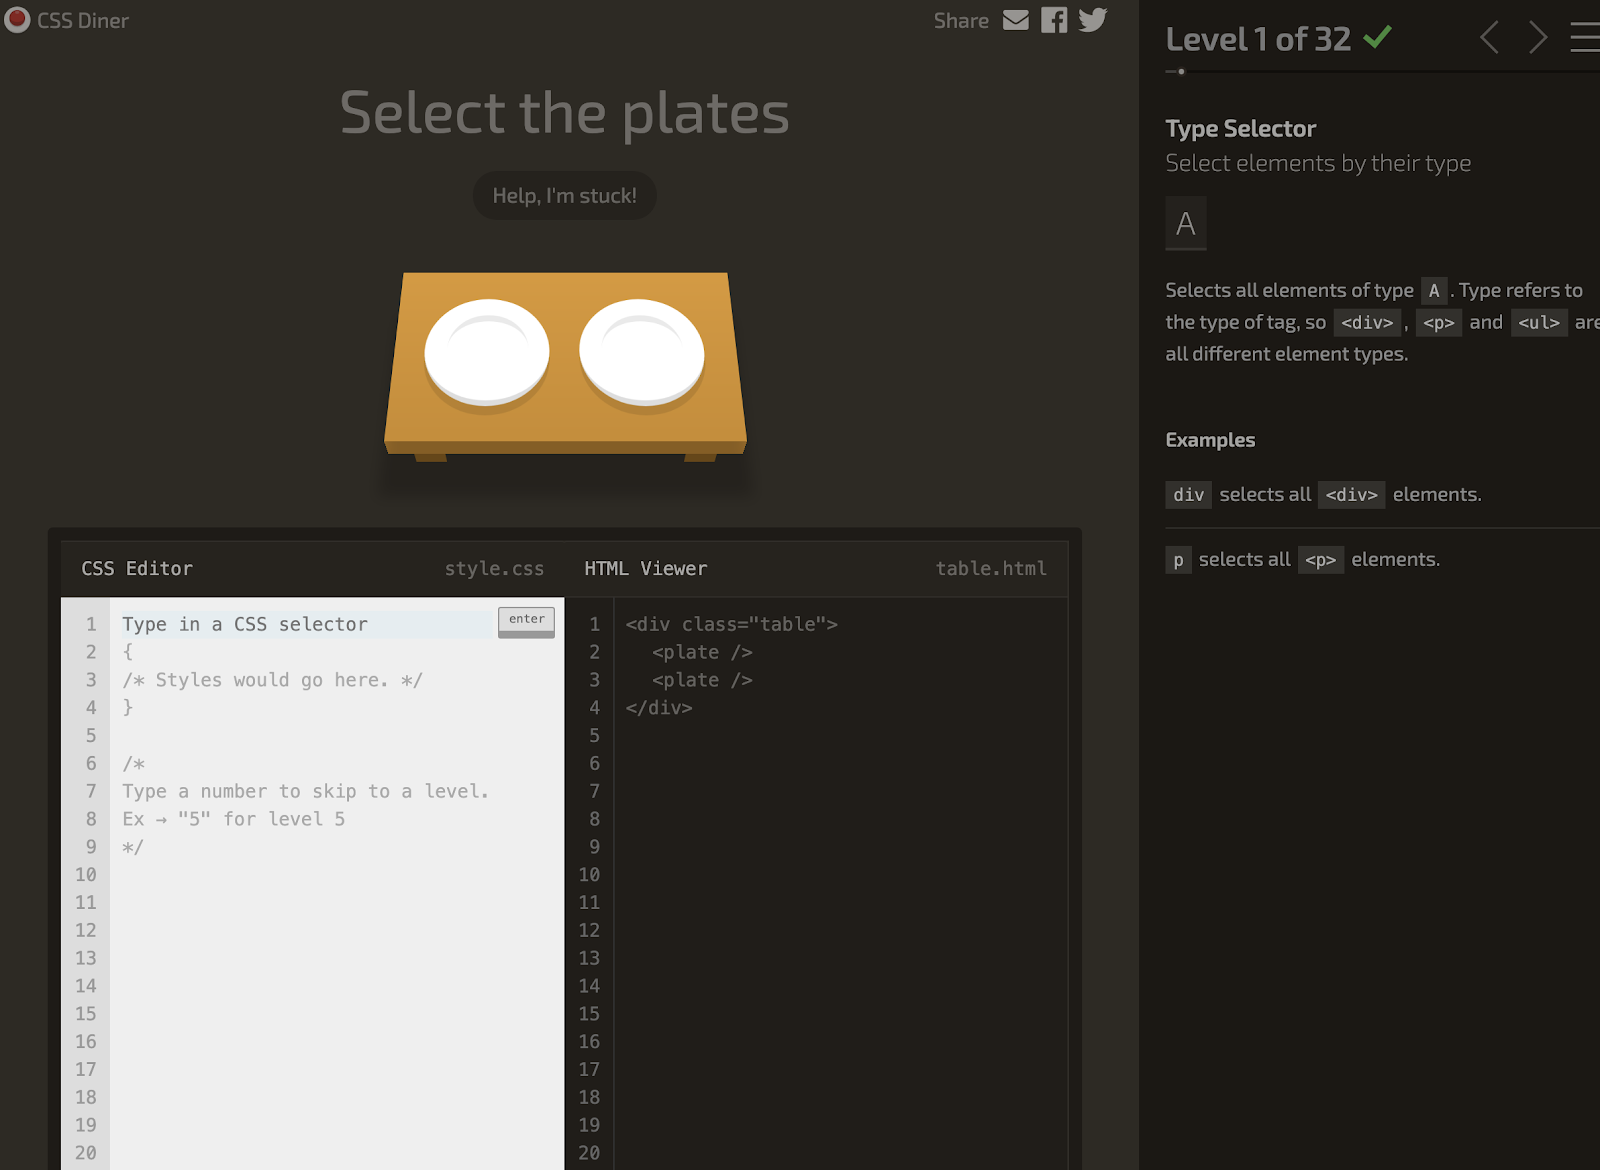 CSS Diner
Share
Select the plates
Help, I'm stuck!
CSS Editor
style.css
1 Type in a CSS selector
enter
2 {
3 /* Styles would go here. */
4 }
5
6 /*
7 Type a number to skip to a level.
8 Ex → "5" for level 5
9 */
10
11
12
13
14
15
16
17
18
19
20
HTML Viewer
table.html
1 <div class="table">
2 <plate />
3 <plate />
4 </div>
5
6
7
8
9
10
11
12
13
14
15
16
17
18
19
20
Level 1 of 32
Type Selector
Select elements by their type
A
Selects all elements of type A . Type refers to
the type of tag, so <div> , <p> and <ul> are
all different element types.
Examples
div selects all <div> elements.
p selects all <p> elements.